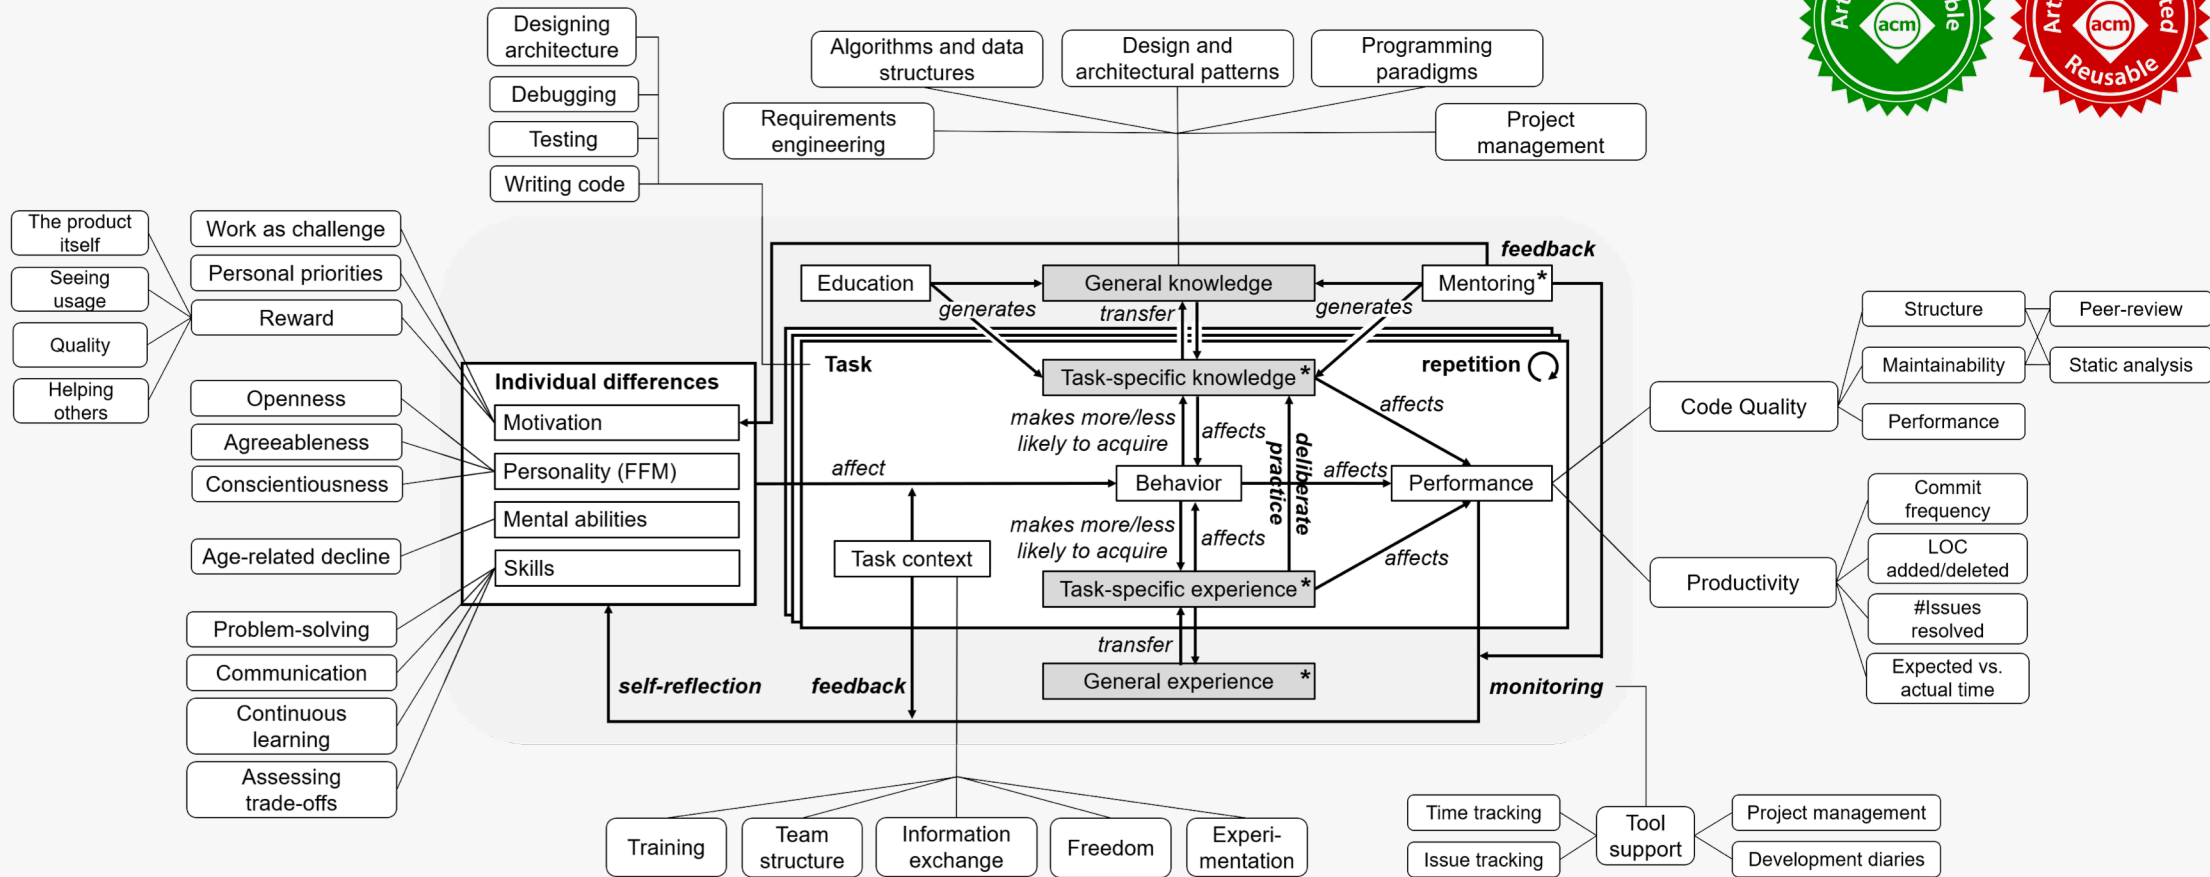 Designing
architecture
Debugging
Testing
Writing code
Algorithms and data
structures
Design and
architectural patterns
Programming
paradigms
Requirements
engineering
Project
management
acm
acm
Reusable
The product
itself
Seeing
usage
Quality
Helping
others
Work as challenge
Personal priorities
Reward
Openness
Agreeableness
Conscientiousness
Age-related decline
Problem-solving
Communication
Continuous
learning
Assessing
trade-offs
Individual differences
Motivation
Personality (FFM)
Mental abilities
Skills
feedback
Education
General knowledge
Mentoring*
generates
transfer
generates
Task
repetition
Task-specific knowledge*
makes more/less
likely to acquire
affects
affects
deliberate
practice
affect
Behavior
affects
Performance
makes more/less
likely to acquire
affects
affects
Task context
Task-specific experience*
transfer
General experience *
self-reflection
feedback
monitoring
Training
Team
structure
Information
exchange
Freedom
Experi-
mentation
Code Quality
Structure
Maintainability
Performance
Peer-review
Static analysis
Productivity
Commit
frequency
LOC
added/deleted
#Issues
resolved
Expected vs.
actual time
Time tracking
Issue tracking
Tool
support
Project management
Development diaries